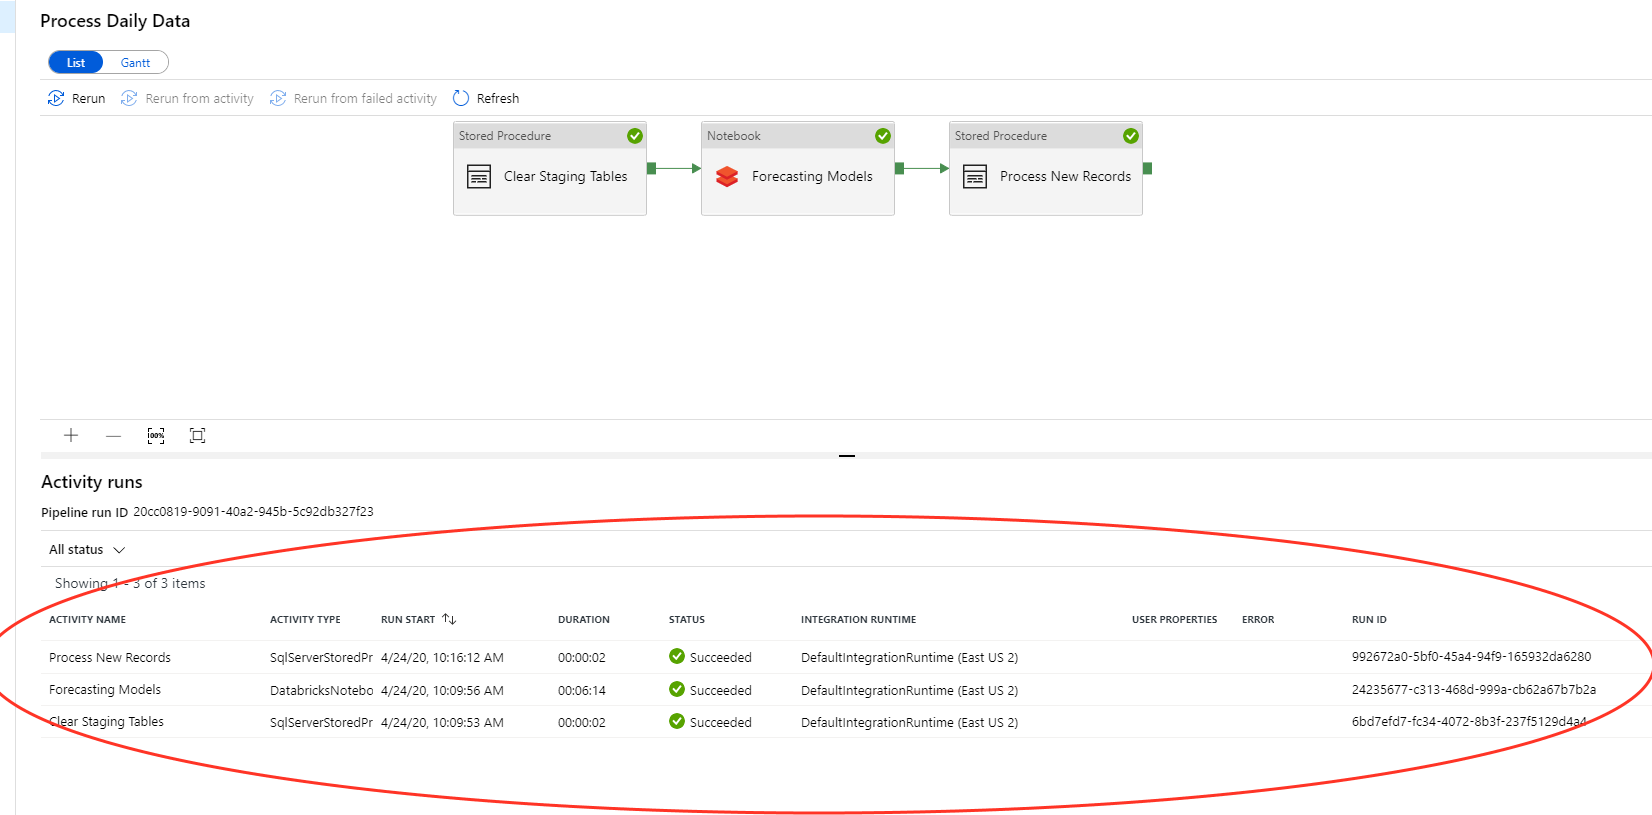 Process Daily Data
List Gantt
Rerun Rerun from activity Rerun from failed activity Refresh
Stored Procedure Notebook Stored Procedure
Clear Staging Tables Forecasting Models Process New Records
100%
Activity runs
Pipeline run ID 20cc0819-9091-40a2-945b-5c92db327f23
All status
Showing 1 - 3 of 3 items
ACTIVITY NAME ACTIVITY TYPE RUN START DURATION STATUS INTEGRATION RUNTIME USER PROPERTIES ERROR RUN ID
Process New Records SqlServerStoredPr 4/24/20, 10:16:12 AM 00:00:02 Succeeded DefaultIntegrationRuntime (East US 2) 992672a0-5bf0-45a4-94f9-165932da6280
Forecasting Models DatabricksNotebo 4/24/20, 10:09:56 AM 00:06:14 Succeeded DefaultIntegrationRuntime (East US 2) 24235677-c313-468d-999a-cb62a67b7b2a
Clear Staging Tables SqlServerStoredPr 4/24/20, 10:09:53 AM 00:00:02 Succeeded DefaultIntegrationRuntime (East US 2) 6bd7efd7-fc34-4072-8b3f-237f5129d4a4